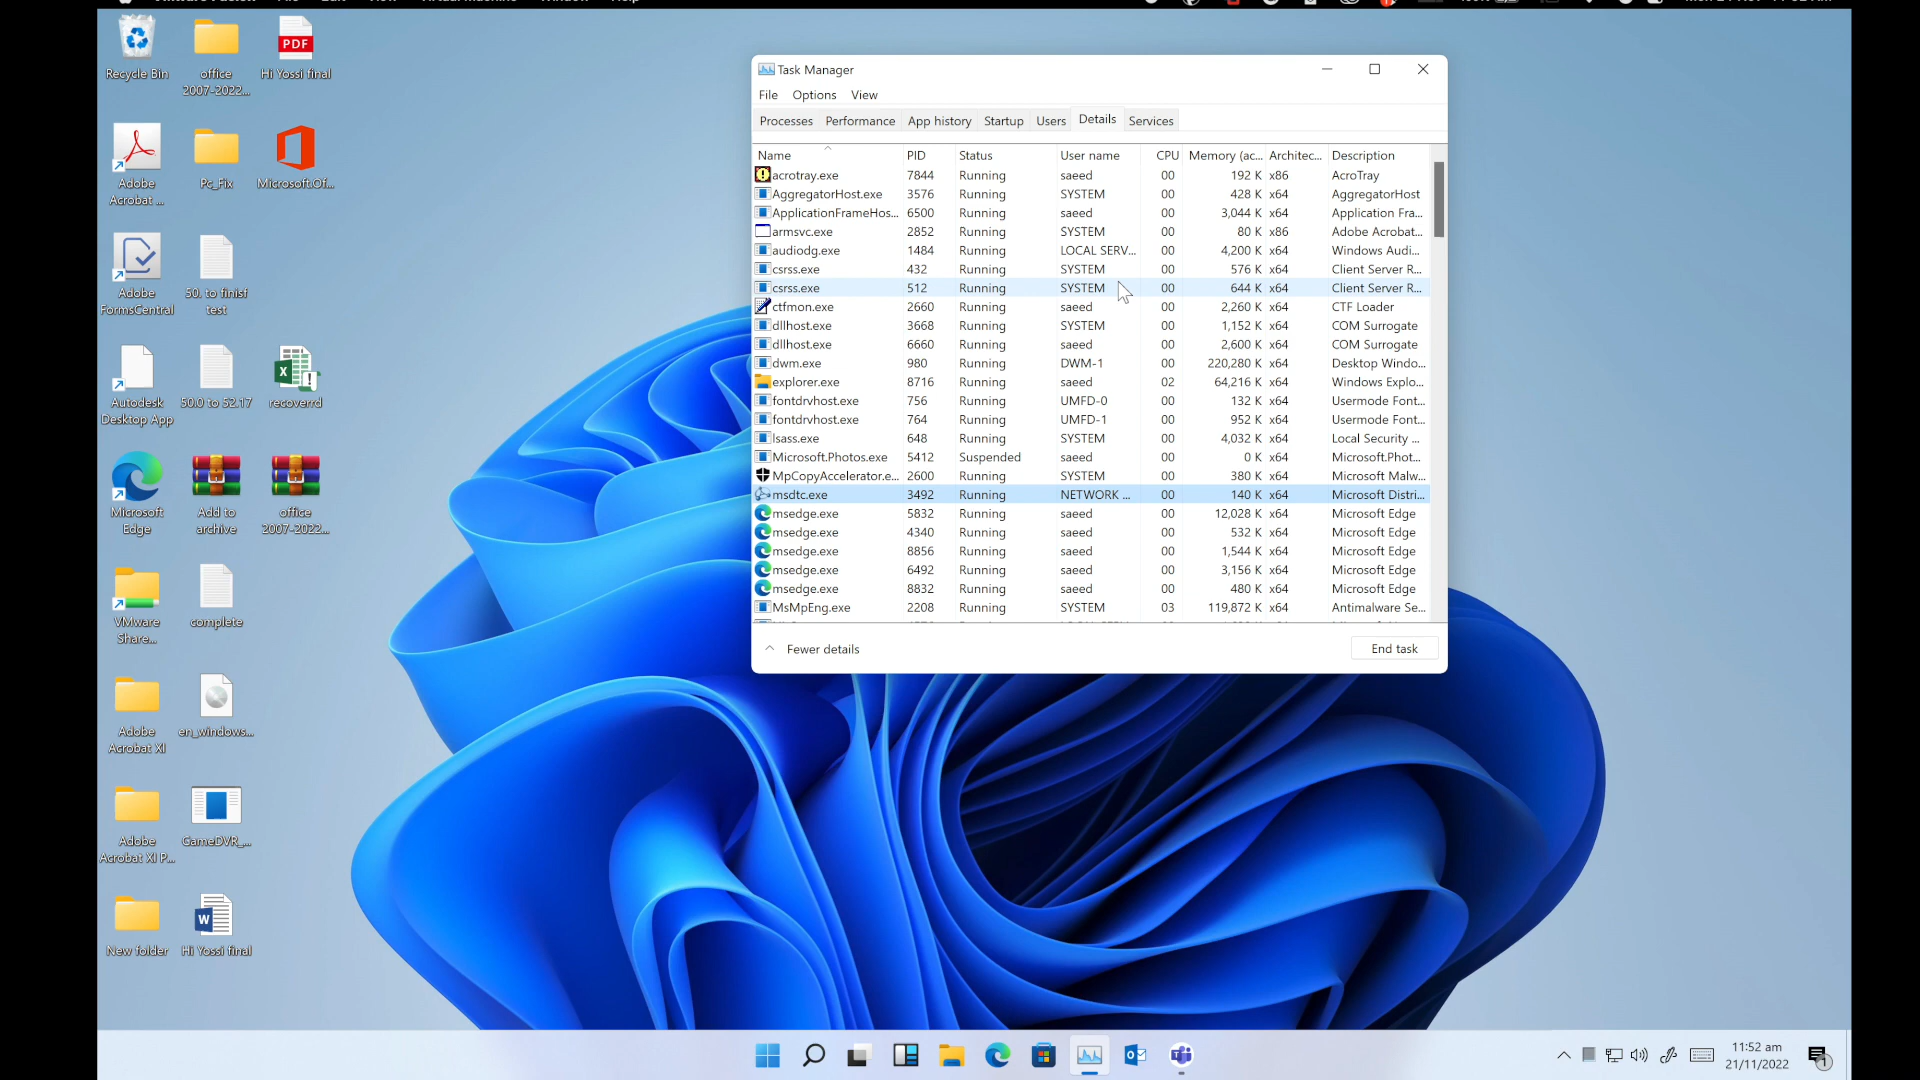 Recycle Bin
office
2007-2022...
PDF
Hi Yossi final
Adobe
Acrobat ...
Pc_Fix
Microsoft.Of...
Adobe
FormsCentral
50. to finisf
test
Autodesk
Desktop App
50.0 to 52.17
recoverrd
Microsoft
Edge
Add to
archive
office
2007-2022...
VMware
Share...
complete
Adobe
Acrobat XI
en_windows...
Adobe
Acrobat XI P...
GameDVR_...
New folder
Hi Yossi final
Task Manager
File Options View
Processes Performance App history Startup Users Details Services
Name PID Status User name CPU Memory (ac... Architec... Description
acrotray.exe 7844 Running saeed 00 192 K x86 AcroTray
AggregatorHost.exe 3576 Running SYSTEM 00 428 K x64 AggregatorHost
ApplicationFrameHos... 6500 Running saeed 00 3,044 K x64 Application Fra...
armsvc.exe 2852 Running SYSTEM 00 80 K x86 Adobe Acrobat...
audiodg.exe 1484 Running LOCAL SERV... 00 4,200 K x64 Windows Audi...
csrss.exe 432 Running SYSTEM 00 576 K x64 Client Server R...
csrss.exe 512 Running SYSTEM 00 644 K x64 Client Server R...
ctfmon.exe 2660 Running saeed 00 2,260 K x64 CTF Loader
dllhost.exe 3668 Running SYSTEM 00 1,152 K x64 COM Surrogate
dllhost.exe 6660 Running saeed 00 2,600 K x64 COM Surrogate
dwm.exe 980 Running DWM-1 00 220,280 K x64 Desktop Windo...
explorer.exe 8716 Running saeed 02 64,216 K x64 Windows Explo...
fontdrvhost.exe 756 Running UMFD-0 00 132 K x64 Usermode Font...
fontdrvhost.exe 764 Running UMFD-1 00 952 K x64 Usermode Font...
lsass.exe 648 Running SYSTEM 00 4,032 K x64 Local Security ...
Microsoft.Photos.exe 5412 Suspended saeed 00 0 K x64 Microsoft.Phot...
MpCopyAccelerator.e... 2600 Running SYSTEM 00 380 K x64 Microsoft Malw...
msdtc.exe 3492 Running NETWORK ... 00 140 K x64 Microsoft Distri...
msedge.exe 5832 Running saeed 00 12,028 K x64 Microsoft Edge
msedge.exe 4340 Running saeed 00 532 K x64 Microsoft Edge
msedge.exe 8856 Running saeed 00 1,544 K x64 Microsoft Edge
msedge.exe 6492 Running saeed 00 3,156 K x64 Microsoft Edge
msedge.exe 8832 Running saeed 00 480 K x64 Microsoft Edge
MsMpEng.exe 2208 Running SYSTEM 03 119,872 K x64 Antimalware Se...
Fewer details
End task
11:52 am
21/11/2022
1